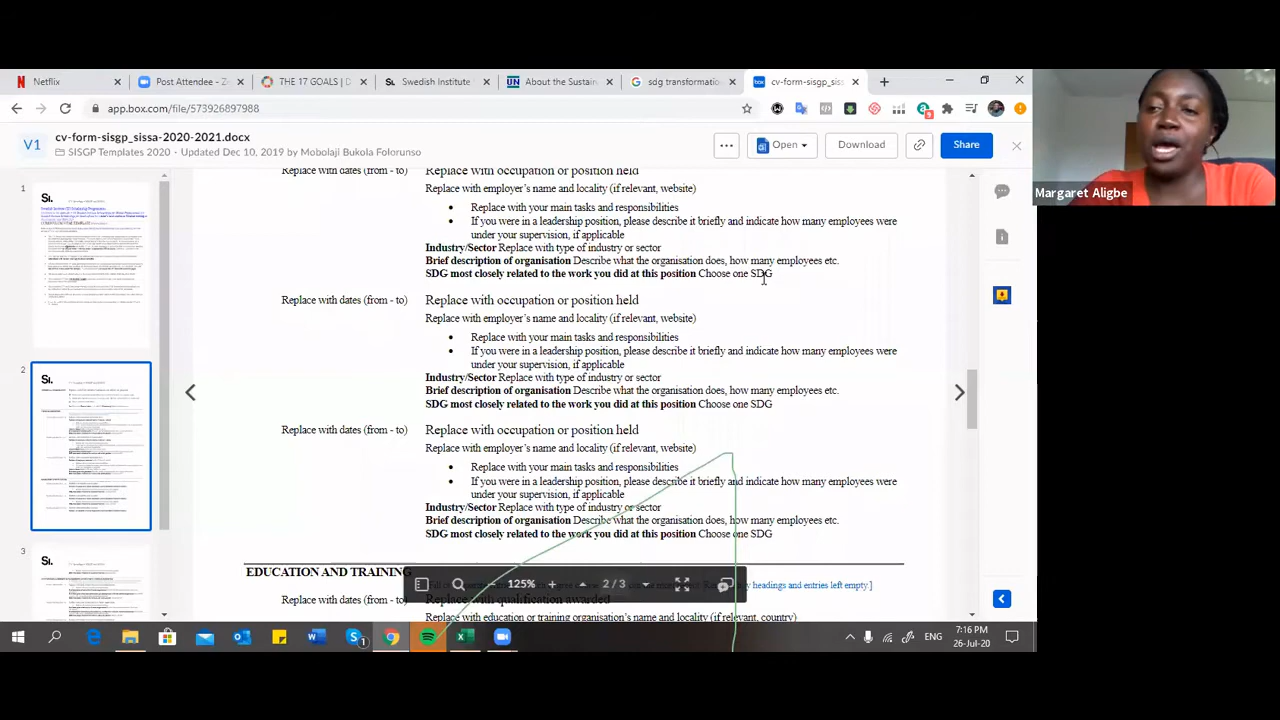 Netflix
Post Attendee – Z
THE 17 GOALS | D
Swedish Institute
About the Sustain
sdg transformatio
cv-form-sisgp_siss
app.box.com/file/573926897988
V1
cv-form-sisgp_sissa-2020-2021.docx
SISGP Templates 2020 • Updated Dec 10, 2019 by Mobolaji Bukola Folorunso
Open
Download
Share
Margaret Aligbe
1
2
3
Replace with dates (from - to) Replace with occupation or position held
Replace with employer's name and locality (if relevant, website)
• Replace with your main tasks and responsibilities
• If you were in a leadership position, please describe it briefly and indicate how many employees were
under your supervision, if applicable
Industry/Sector Replace with type of industry or sector
Brief description of organisation Describe what the organisation does, how many employees etc.
SDG most closely related to the work you did at this position Choose one SDG
Replace with dates (from - to) Replace with occupation or position held
Replace with employer's name and locality (if relevant, website)
• Replace with your main tasks and responsibilities
• If you were in a leadership position, please describe it briefly and indicate how many employees were
under your supervision, if applicable
Industry/Sector Replace with type of industry or sector
Brief description of organisation Describe what the organisation does, how many employees etc.
SDG most closely related to the work you did at this position Choose one SDG
Replace with dates (from - to) Replace with occupation or position held
Replace with employer's name and locality (if relevant, website)
• Replace with your main tasks and responsibilities
• If you were in a leadership position, please describe it briefly and indicate how many employees were
under your supervision, if applicable
Industry/Sector Replace with type of industry or sector
Brief description of organisation Describe what the organisation does, how many employees etc.
SDG most closely related to the work you did at this position Choose one SDG
EDUCATION AND TRAINING
headings and entries left empty.]
125%
2/3
Replace with education or training organisation's name and locality (if relevant, country)
ENG
7:16 PM
26-Jul-20